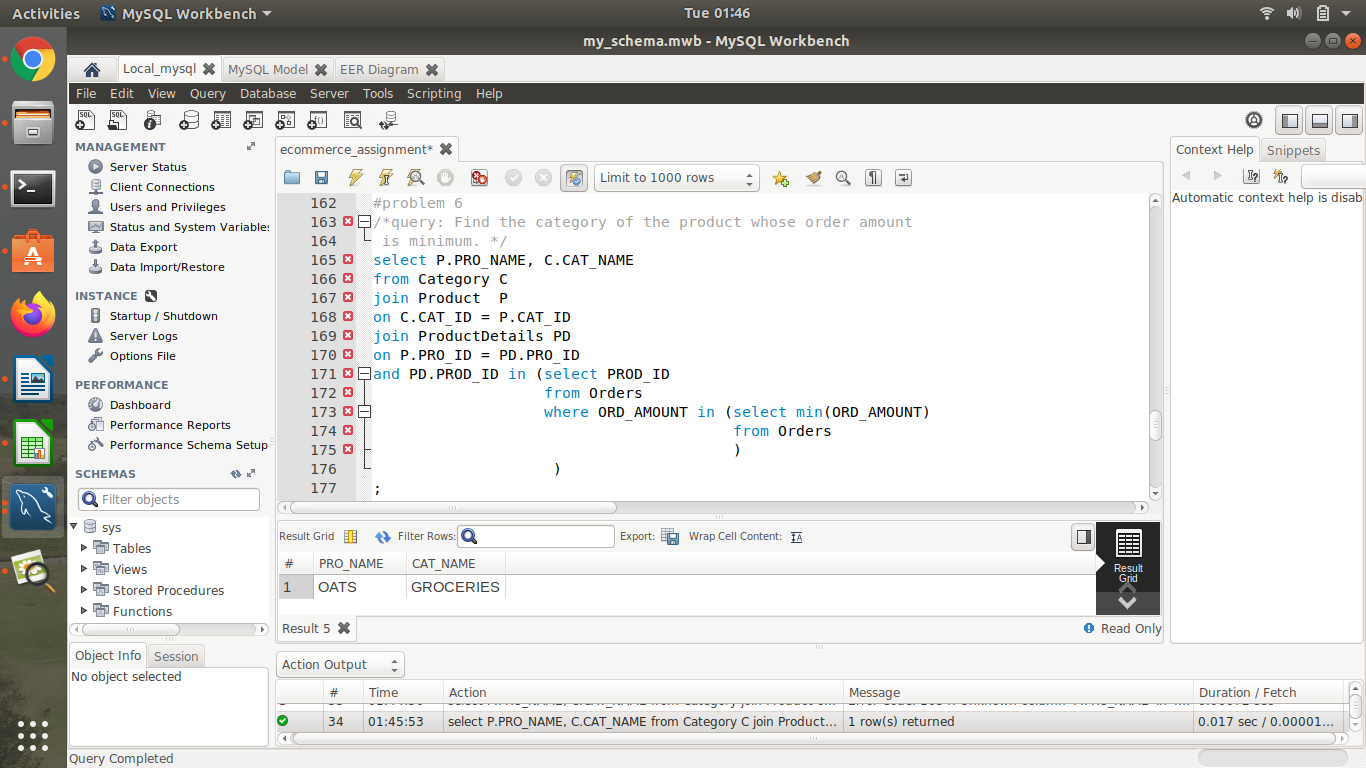 Activities
MySQL Workbench
Tue 01:46
my_schema.mwb - MySQL Workbench
Local_mysql
MySQL Model
EER Diagram
File Edit View Query Database Server Tools Scripting Help
MANAGEMENT
Server Status
Client Connections
Users and Privileges
Status and System Variables
Data Export
Data Import/Restore
INSTANCE
Startup / Shutdown
Server Logs
Options File
PERFORMANCE
Dashboard
Performance Reports
Performance Schema Setup
SCHEMAS
Filter objects
sys
Tables
Views
Stored Procedures
Functions
Object Info Session
No object selected
ecommerce_assignment*
Limit to 1000 rows
162 #problem 6
163 /*query: Find the category of the product whose order amount
164 is minimum. */
165 select P.PRO_NAME, C.CAT_NAME
166 from Category C
167 join Product  P
168 on C.CAT_ID = P.CAT_ID
169 join ProductDetails PD
170 on P.PRO_ID = PD.PRO_ID
171 and PD.PROD_ID in (select PROD_ID
172 from Orders
173 where ORD_AMOUNT in (select min(ORD_AMOUNT)
174 from Orders
175 )
176 )
177 ;
Result Grid Filter Rows: Export: Wrap Cell Content:
# PRO_NAME CAT_NAME
1 OATS GROCERIES
Result Grid
Result 5
Read Only
Context Help Snippets
Automatic context help is disab
Action Output
# Time Action Message Duration / Fetch
34 01:45:53 select P.PRO_NAME, C.CAT_NAME from Category C join Product... 1 row(s) returned 0.017 sec / 0.00001...
Query Completed